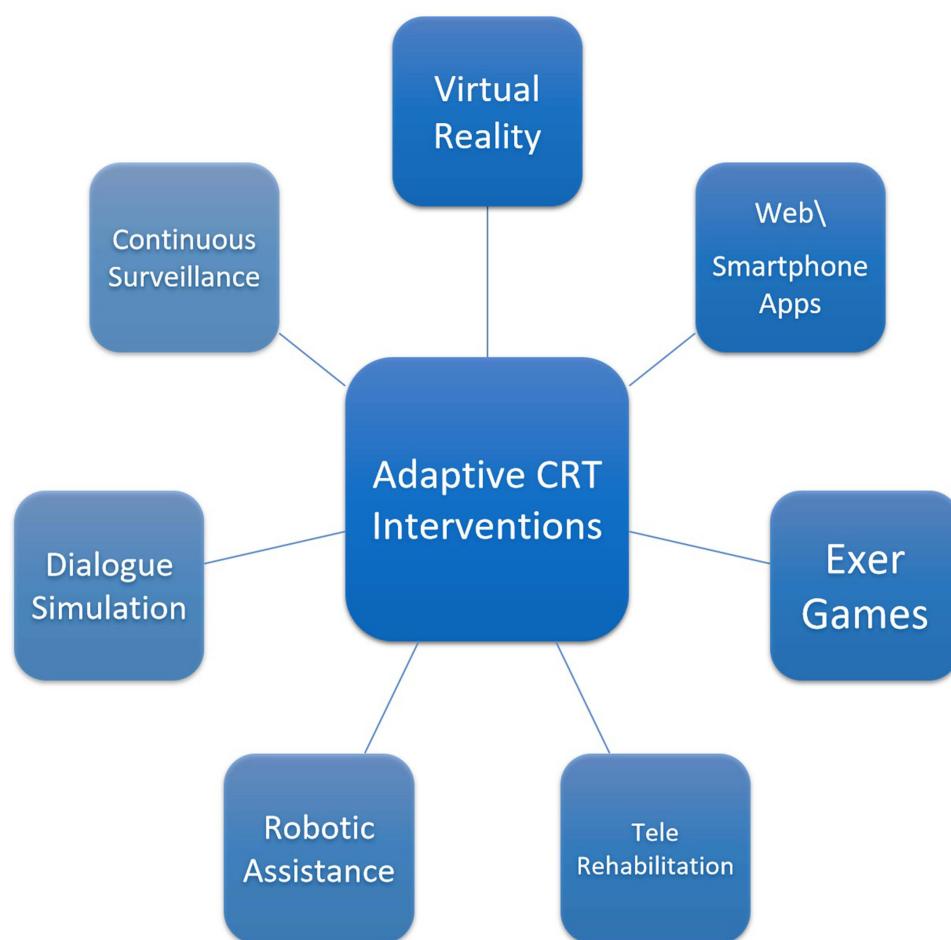 Virtual
Reality
Continuous
Surveillance
Web\
Smartphone
Apps
Adaptive CRT
Interventions
Dialogue
Simulation
Exer
Games
Robotic
Assistance
Tele
Rehabilitation